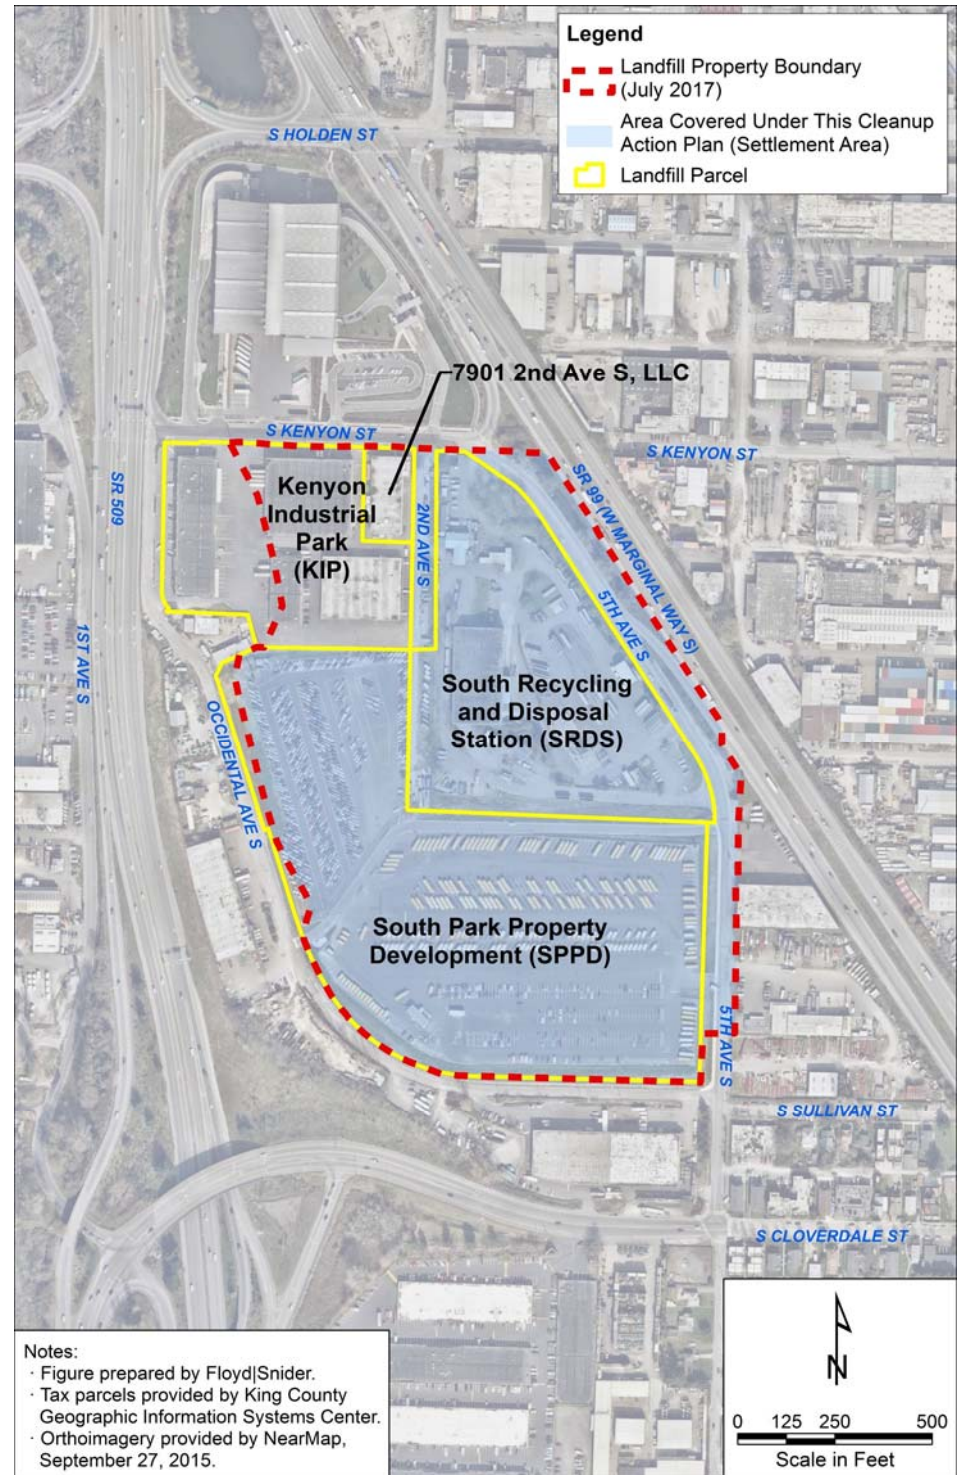 Legend
Landfill Property Boundary
(July 2017)
Area Covered Under This Cleanup
Action Plan (Settlement Area)
Landfill Parcel
S HOLDEN ST
7901 2nd Ave S, LLC
S KENYON ST
S KENYON ST
SR 509
Kenyon
Industrial
Park
(KIP)
2ND AVE S
SR 99 (W MARGINAL WAY S)
5TH AVE S
1ST AVE S
OCCIDENTAL AVE S
South Recycling
and Disposal
Station (SRDS)
South Park Property
Development (SPPD)
5TH AVE S
S SULLIVAN ST
S CLOVERDALE ST
Notes:
· Figure prepared by Floyd|Snider.
· Tax parcels provided by King County
Geographic Information Systems Center.
· Orthoimagery provided by NearMap,
September 27, 2015.
N
0 125 250 500
Scale in Feet